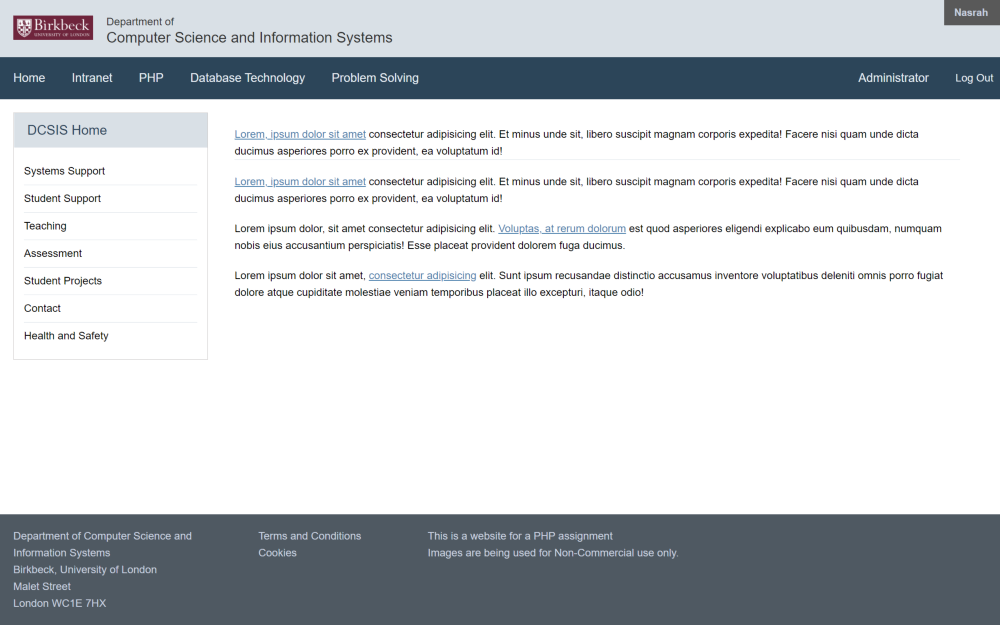 Birkbeck
UNIVERSITY OF LONDON
Department of
Computer Science and Information Systems
Nasrah
Home Intranet PHP Database Technology Problem Solving Administrator Log Out
DCSIS Home
Systems Support
Student Support
Teaching
Assessment
Student Projects
Contact
Health and Safety
Lorem, ipsum dolor sit amet consectetur adipisicing elit. Et minus unde sit, libero suscipit magnam corporis expedita! Facere nisi quam unde dicta
ducimus asperiores porro ex provident, ea voluptatum id!
Lorem, ipsum dolor sit amet consectetur adipisicing elit. Et minus unde sit, libero suscipit magnam corporis expedita! Facere nisi quam unde dicta
ducimus asperiores porro ex provident, ea voluptatum id!
Lorem ipsum dolor, sit amet consectetur adipisicing elit. Voluptas, at rerum dolorum est quod asperiores eligendi explicabo eum quibusdam, numquam
nobis eius accusantium perspiciatis! Esse placeat provident dolorem fuga ducimus.
Lorem ipsum dolor sit amet, consectetur adipisicing elit. Sunt ipsum recusandae distinctio accusamus inventore voluptatibus deleniti omnis porro fugiat
dolore atque cupiditate molestiae veniam temporibus placeat illo excepturi, itaque odio!
Department of Computer Science and
Information Systems
Birkbeck, University of London
Malet Street
London WC1E 7HX
Terms and Conditions
Cookies
This is a website for a PHP assignment
Images are being used for Non-Commercial use only.